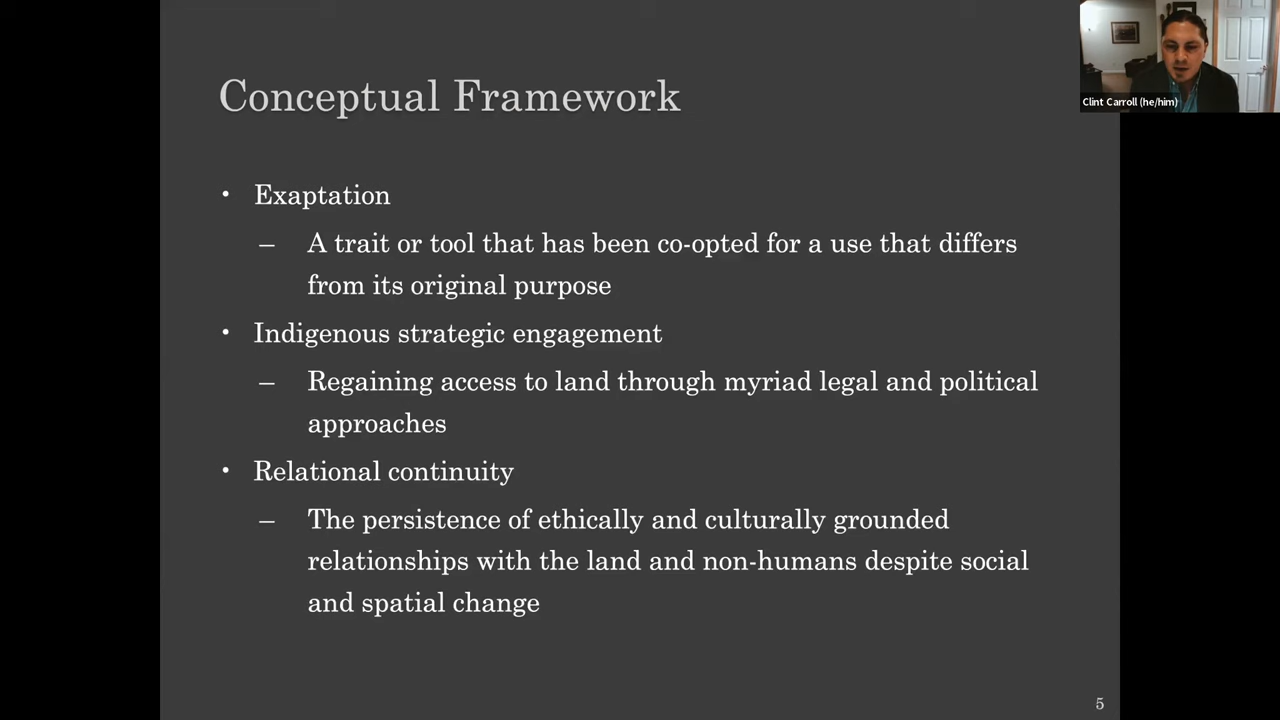 Conceptual Framework
Clint Carroll (he/him)
• Exaptation
– A trait or tool that has been co-opted for a use that differs
from its original purpose
• Indigenous strategic engagement
– Regaining access to land through myriad legal and political
approaches
• Relational continuity
– The persistence of ethically and culturally grounded
relationships with the land and non-humans despite social
and spatial change
5